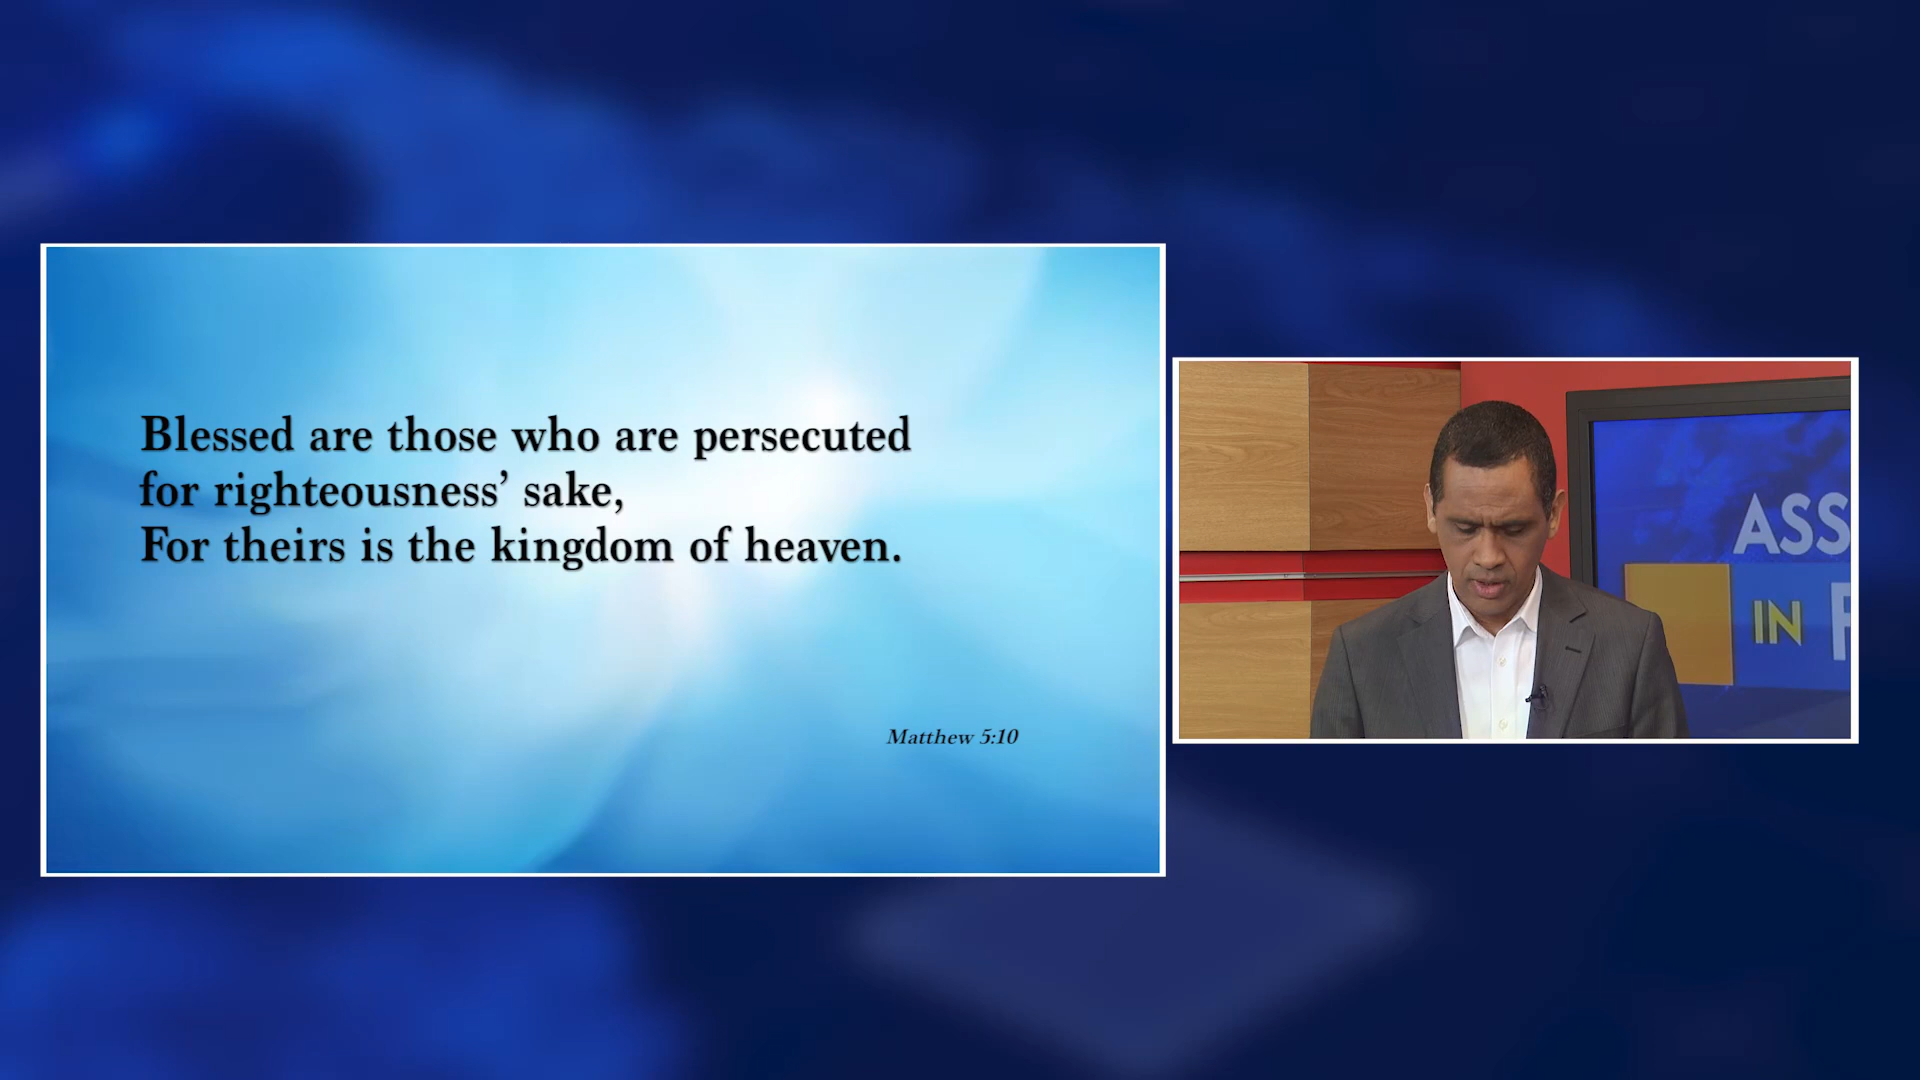 Blessed are those who are persecuted
for righteousness’ sake,
For theirs is the kingdom of heaven.
Matthew 5:10
ASS
IN